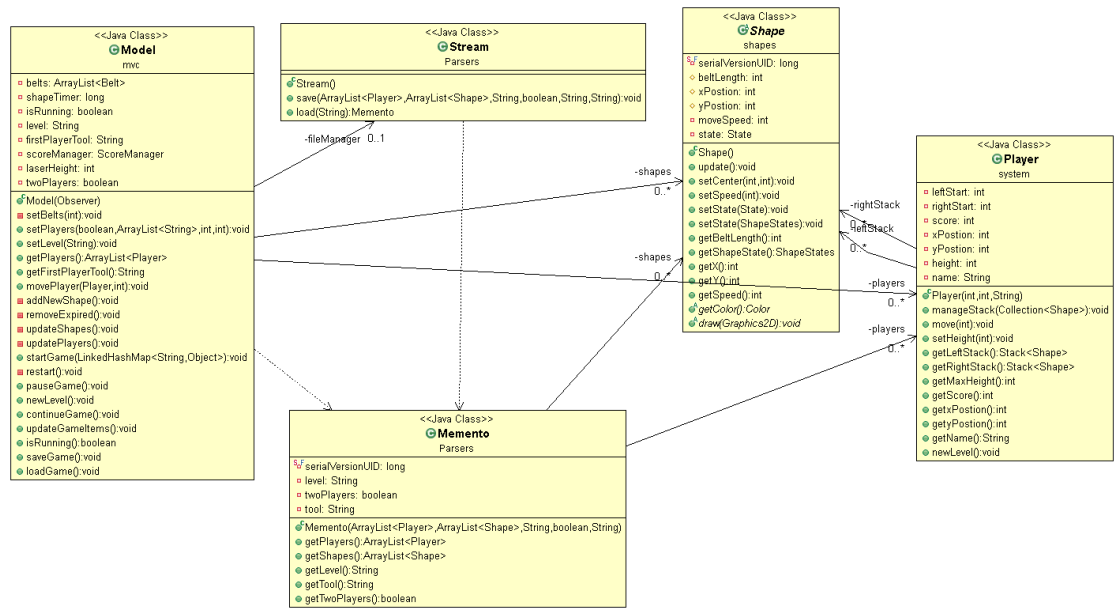 <<Java Class>>
Model
mvc
belts: ArrayList<Belt>
shapeTimer: long
isRunning: boolean
level: String
firstPlayerTool: String
scoreManager: ScoreManager
laserHeight: int
twoPlayers: boolean
Model(Observer)
setBelts(int):void
setPlayers(boolean,ArrayList<String>,int,int):void
setLevel(String):void
getPlayers():ArrayList<Player>
getFirstPlayerTool():String
movePlayer(Player,int):void
addNewShape():void
removeExpired():void
updateShapes():void
updatePlayers():void
startGame(LinkedHashMap<String,Object>):void
restart():void
pauseGame():void
newLevel():void
continueGame():void
updateGameItems():void
isRunning():boolean
saveGame():void
loadGame():void
<<Java Class>>
Stream
Parsers
Stream()
save(ArrayList<Player>,ArrayList<Shape>,String,boolean,String,String):void
load(String):Memento
-fileManager 0..1
<<Java Class>>
Shape
shapes
serialVersionUID: long
beltLength: int
xPostion: int
yPostion: int
moveSpeed: int
state: State
Shape()
update():void
setCenter(int,int):void
setSpeed(int):void
setState(State):void
setState(ShapeStates):void
getBeltLength():int
getShapeState():ShapeStates
getX():int
getY():int
getSpeed():int
getColor():Color
draw(Graphics2D):void
-shapes
0..*
-shapes
0..*
-rightStack
0..*
-leftStack
0..*
-players
0..*
-players
0..*
<<Java Class>>
Player
system
leftStart: int
rightStart: int
score: int
xPostion: int
yPostion: int
height: int
name: String
Player(int,int,String)
manageStack(Collection<Shape>):void
move(int):void
setHeight(int):void
getLeftStack():Stack<Shape>
getRightStack():Stack<Shape>
getMaxHeight():int
getScore():int
getxPostion():int
getyPostion():int
getName():String
newLevel():void
<<Java Class>>
Memento
Parsers
serialVersionUID: long
level: String
twoPlayers: boolean
tool: String
Memento(ArrayList<Player>,ArrayList<Shape>,String,boolean,String)
getPlayers():ArrayList<Player>
getShapes():ArrayList<Shape>
getLevel():String
getTool():String
getTwoPlayers():boolean